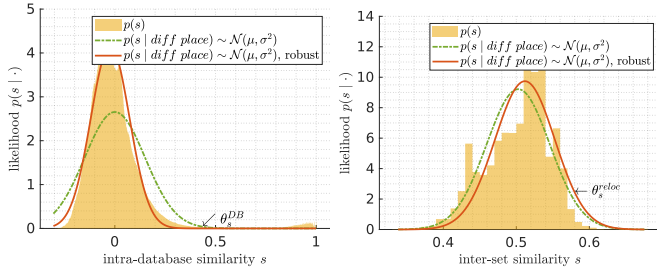 5
4
3
2
1
0
likelihood p(s | ·)
p(s)
p(s | diff place) ∼ N(μ, σ²)
p(s | diff place) ∼ N(μ, σ²), robust
θ_s^{DB}
0 0.5 1
intra-database similarity s
14
12
10
8
6
4
2
0
likelihood p(s | ·)
p(s)
p(s | diff place) ∼ N(μ, σ²)
p(s | diff place) ∼ N(μ, σ²), robust
θ_s^{reloc}
0.4 0.5 0.6
inter-set similarity s